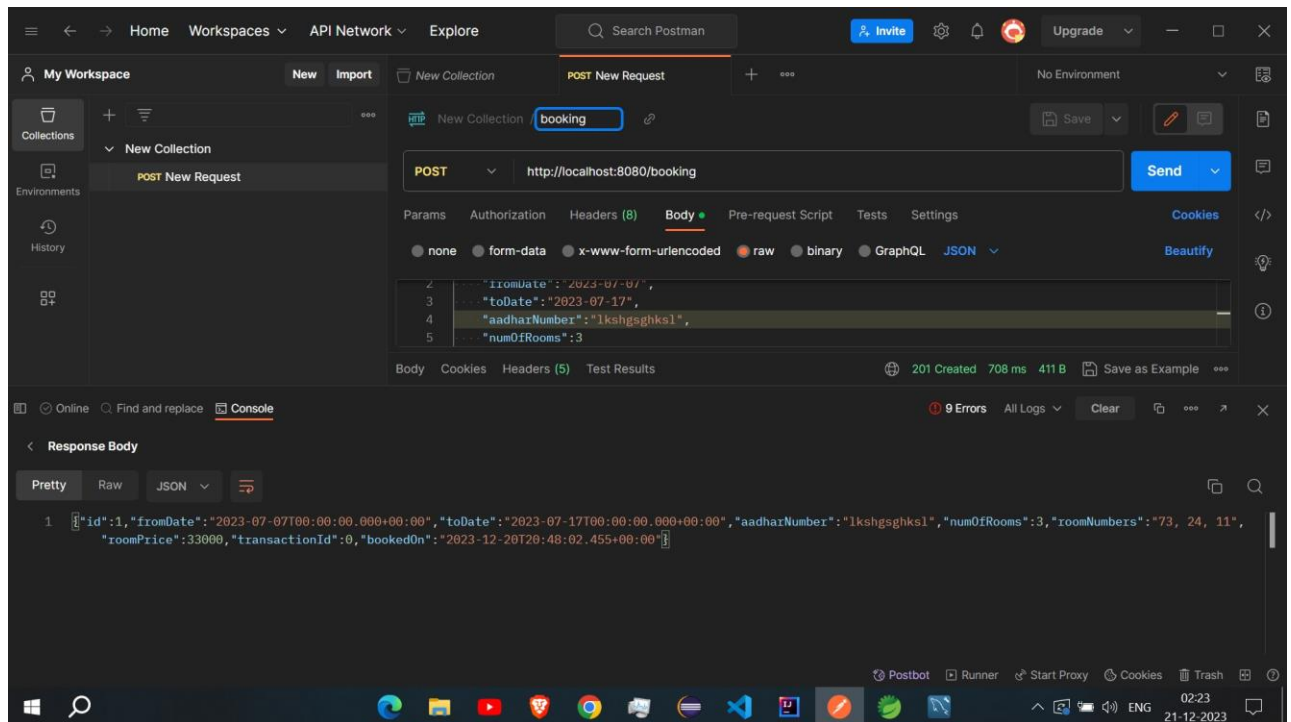 Home Workspaces API Network Explore Search Postman Invite Upgrade
My Workspace New Import New Collection POST New Request No Environment
Collections
HTTP New Collection / booking Save
New Collection
POST New Request
POST http://localhost:8080/booking Send
Environments
Params Authorization Headers (8) Body Pre-request Script Tests Settings Cookies
History
none form-data x-www-form-urlencoded raw binary GraphQL JSON Beautify
2 "fromDate":"2023-07-07",
3 "toDate":"2023-07-17",
4 "aadharNumber":"lkshgsghksl",
5 "numOfRooms":3
Body Cookies Headers (5) Test Results 201 Created 708 ms 411 B Save as Example
Online Find and replace Console 9 Errors All Logs Clear
Response Body
Pretty Raw JSON
1 {"id":1,"fromDate":"2023-07-07T00:00:00.000+00:00","toDate":"2023-07-17T00:00:00.000+00:00","aadharNumber":"lkshgsghksl","numOfRooms":3,"roomNumbers":"73, 24, 11",
"roomPrice":33000,"transactionId":0,"bookedOn":"2023-12-20T20:48:02.455+00:00"}
Postbot Runner Start Proxy Cookies Trash
ENG 02:23
21-12-2023